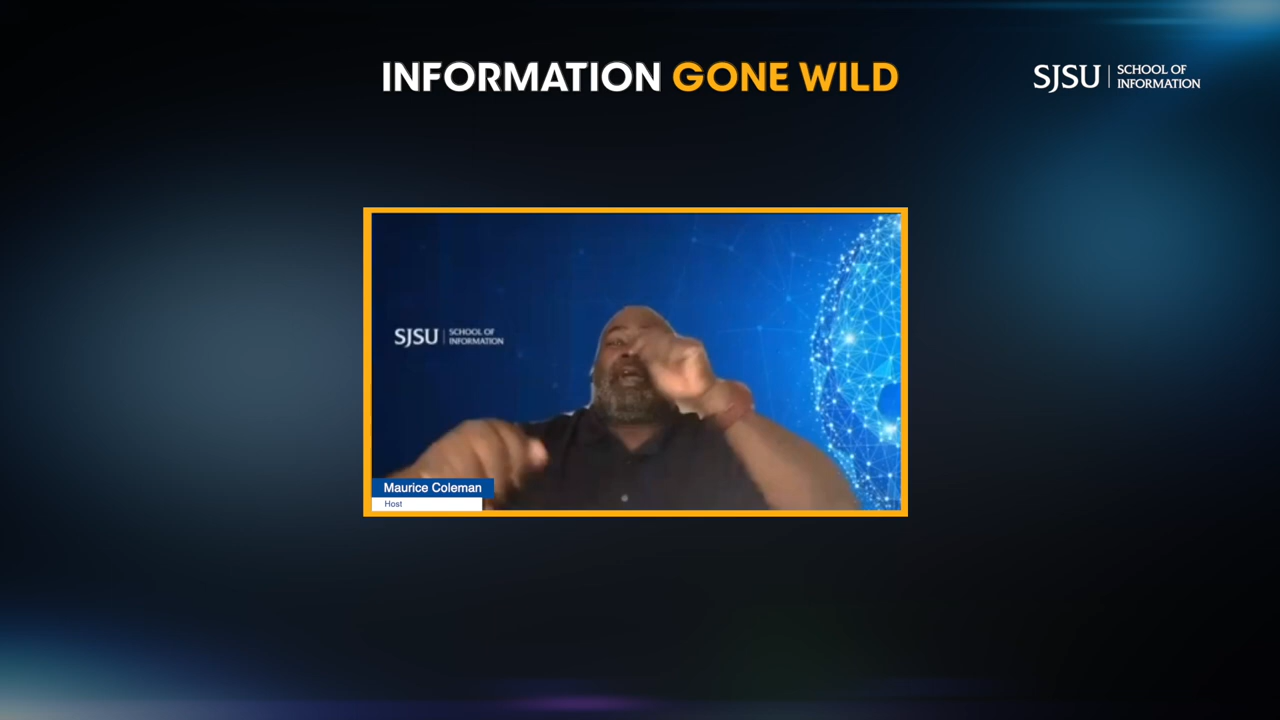 INFORMATION GONE WILD
SJSU SCHOOL OF
INFORMATION
SJSU SCHOOL OF
INFORMATION
Maurice Coleman
Host